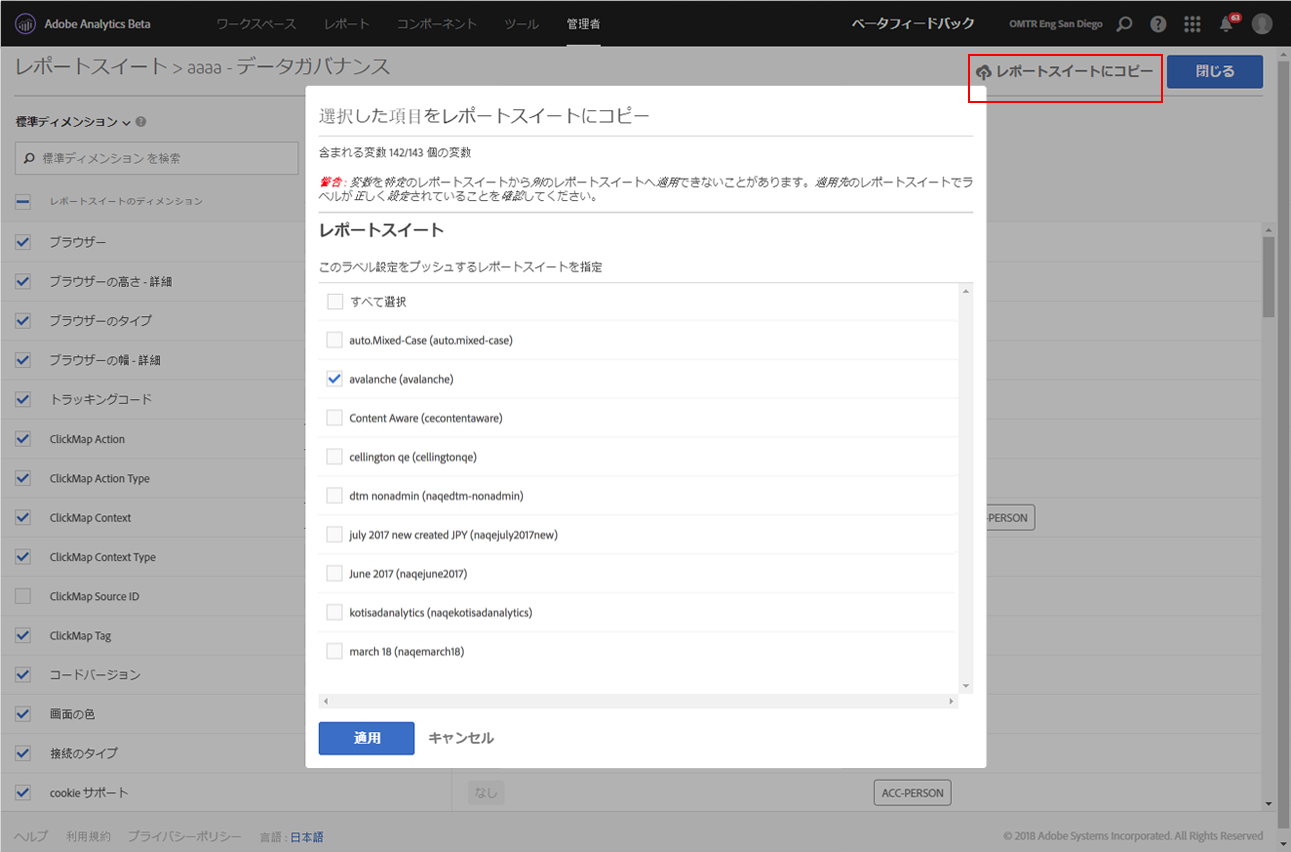 Adobe Analytics Beta
ワークスペース
レポート
コンポーネント
ツール
管理者
ベータフィードバック
OMTR Eng San Diego
63
レポートスイート > aaaa - データガバナンス
レポートスイートにコピー
閉じる
標準ディメンション
標準ディメンション を検索
レポートスイートのディメンション
ブラウザー
ブラウザーの高さ - 詳細
ブラウザーのタイプ
ブラウザーの幅 - 詳細
トラッキングコード
ClickMap Action
ClickMap Action Type
ClickMap Context
ClickMap Context Type
ClickMap Source ID
ClickMap Tag
コードバージョン
画面の色
接続のタイプ
cookie サポート
選択した項目をレポートスイートにコピー
含まれる変数 142/143 個の変数
警告 : 変数を特定のレポートスイートから別のレポートスイートへ適用できないことがあります。適用先のレポートスイートでラ
ベルが正しく設定されていることを確認してください。
レポートスイート
このラベル設定をプッシュするレポートスイートを指定
すべて選択
auto.Mixed-Case (auto.mixed-case)
avalanche (avalanche)
Content Aware (cecontentaware)
cellington qe (cellingtonqe)
dtm nonadmin (naqedtm-nonadmin)
july 2017 new created JPY (naqejuly2017new)
June 2017 (naqejune2017)
kotisadanalytics (naqekotisadanalytics)
march 18 (naqemarch18)
適用
キャンセル
-PERSON
なし
ACC-PERSON
ヘルプ
利用規約
プライバシーポリシー
言語 : 日本語
© 2018 Adobe Systems Incorporated. All Rights Reserved